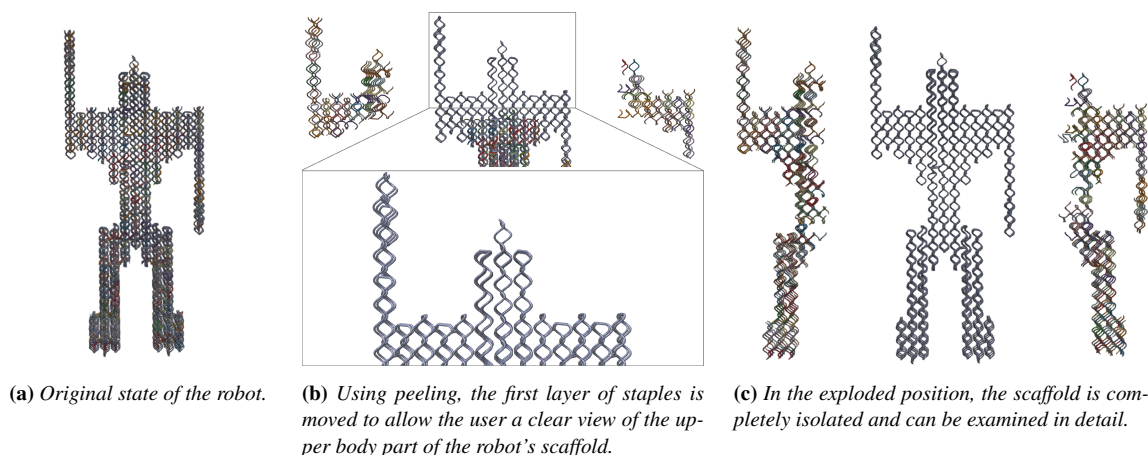 (a) Original state of the robot.
(b) Using peeling, the first layer of staples is
moved to allow the user a clear view of the up-
per body part of the robot's scaffold.
(c) In the exploded position, the scaffold is com-
pletely isolated and can be examined in detail.